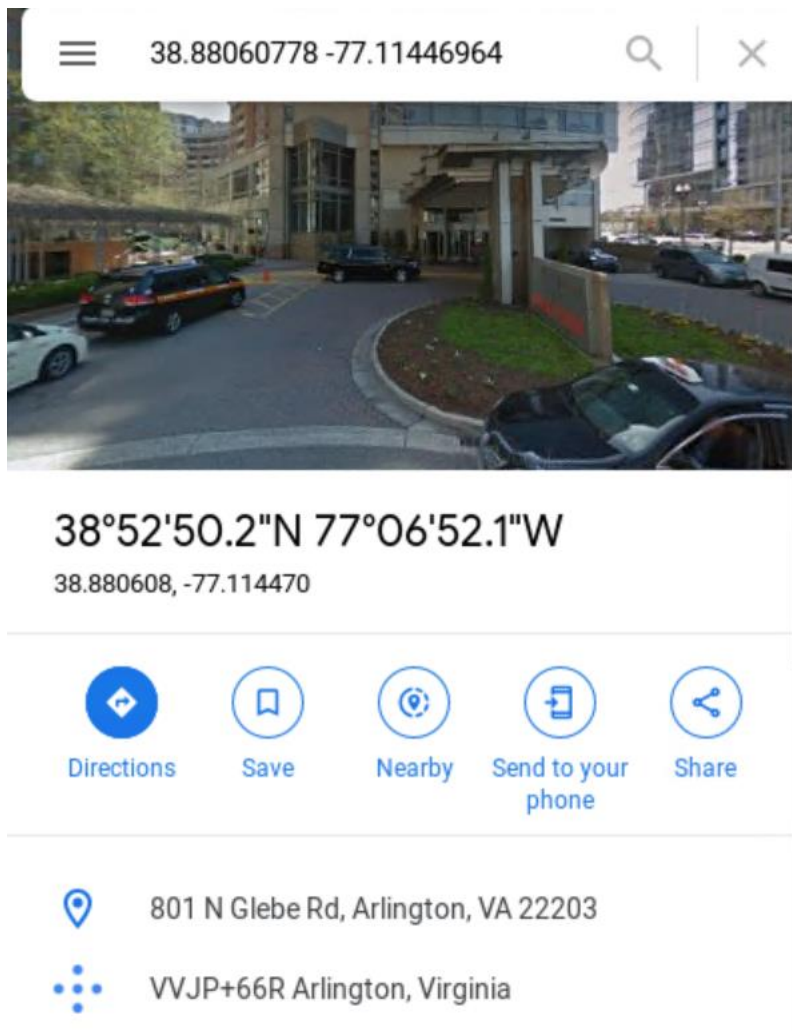 38.88060778 -77.11446964
38°52'50.2"N 77°06'52.1"W
38.880608, -77.114470
Directions
Save
Nearby
Send to your
phone
Share
801 N Glebe Rd, Arlington, VA 22203
VVJP+66R Arlington, Virginia